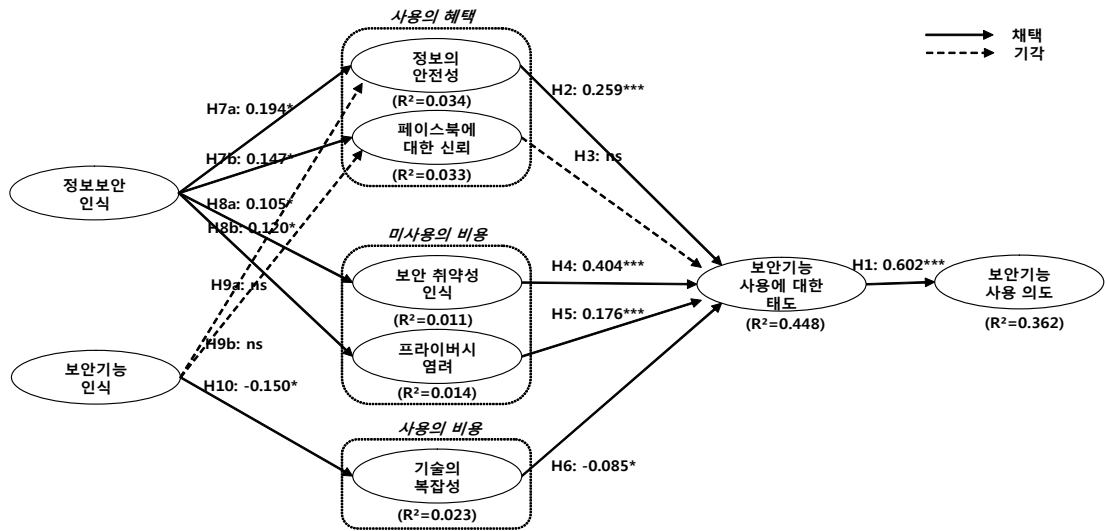 사용의 혜택
채택
기각
정보의
안전성
(R²=0.034)
H7a: 0.194*
H2: 0.259***
페이스북에
대한 신뢰
(R²=0.033)
H7b: 0.147*
H3: ns
정보보안
인식
H8a: 0.105*
H8b: 0.120*
미사용의 비용
H9a: ns
보안 취약성
인식
(R²=0.011)
H4: 0.404***
보안기능
사용에 대한
태도
(R²=0.448)
H1: 0.602***
보안기능
사용 의도
(R²=0.362)
H5: 0.176***
H9b: ns
프라이버시
염려
(R²=0.014)
보안기능
인식
H10: -0.150*
사용의 비용
기술의
복잡성
(R²=0.023)
H6: -0.085*